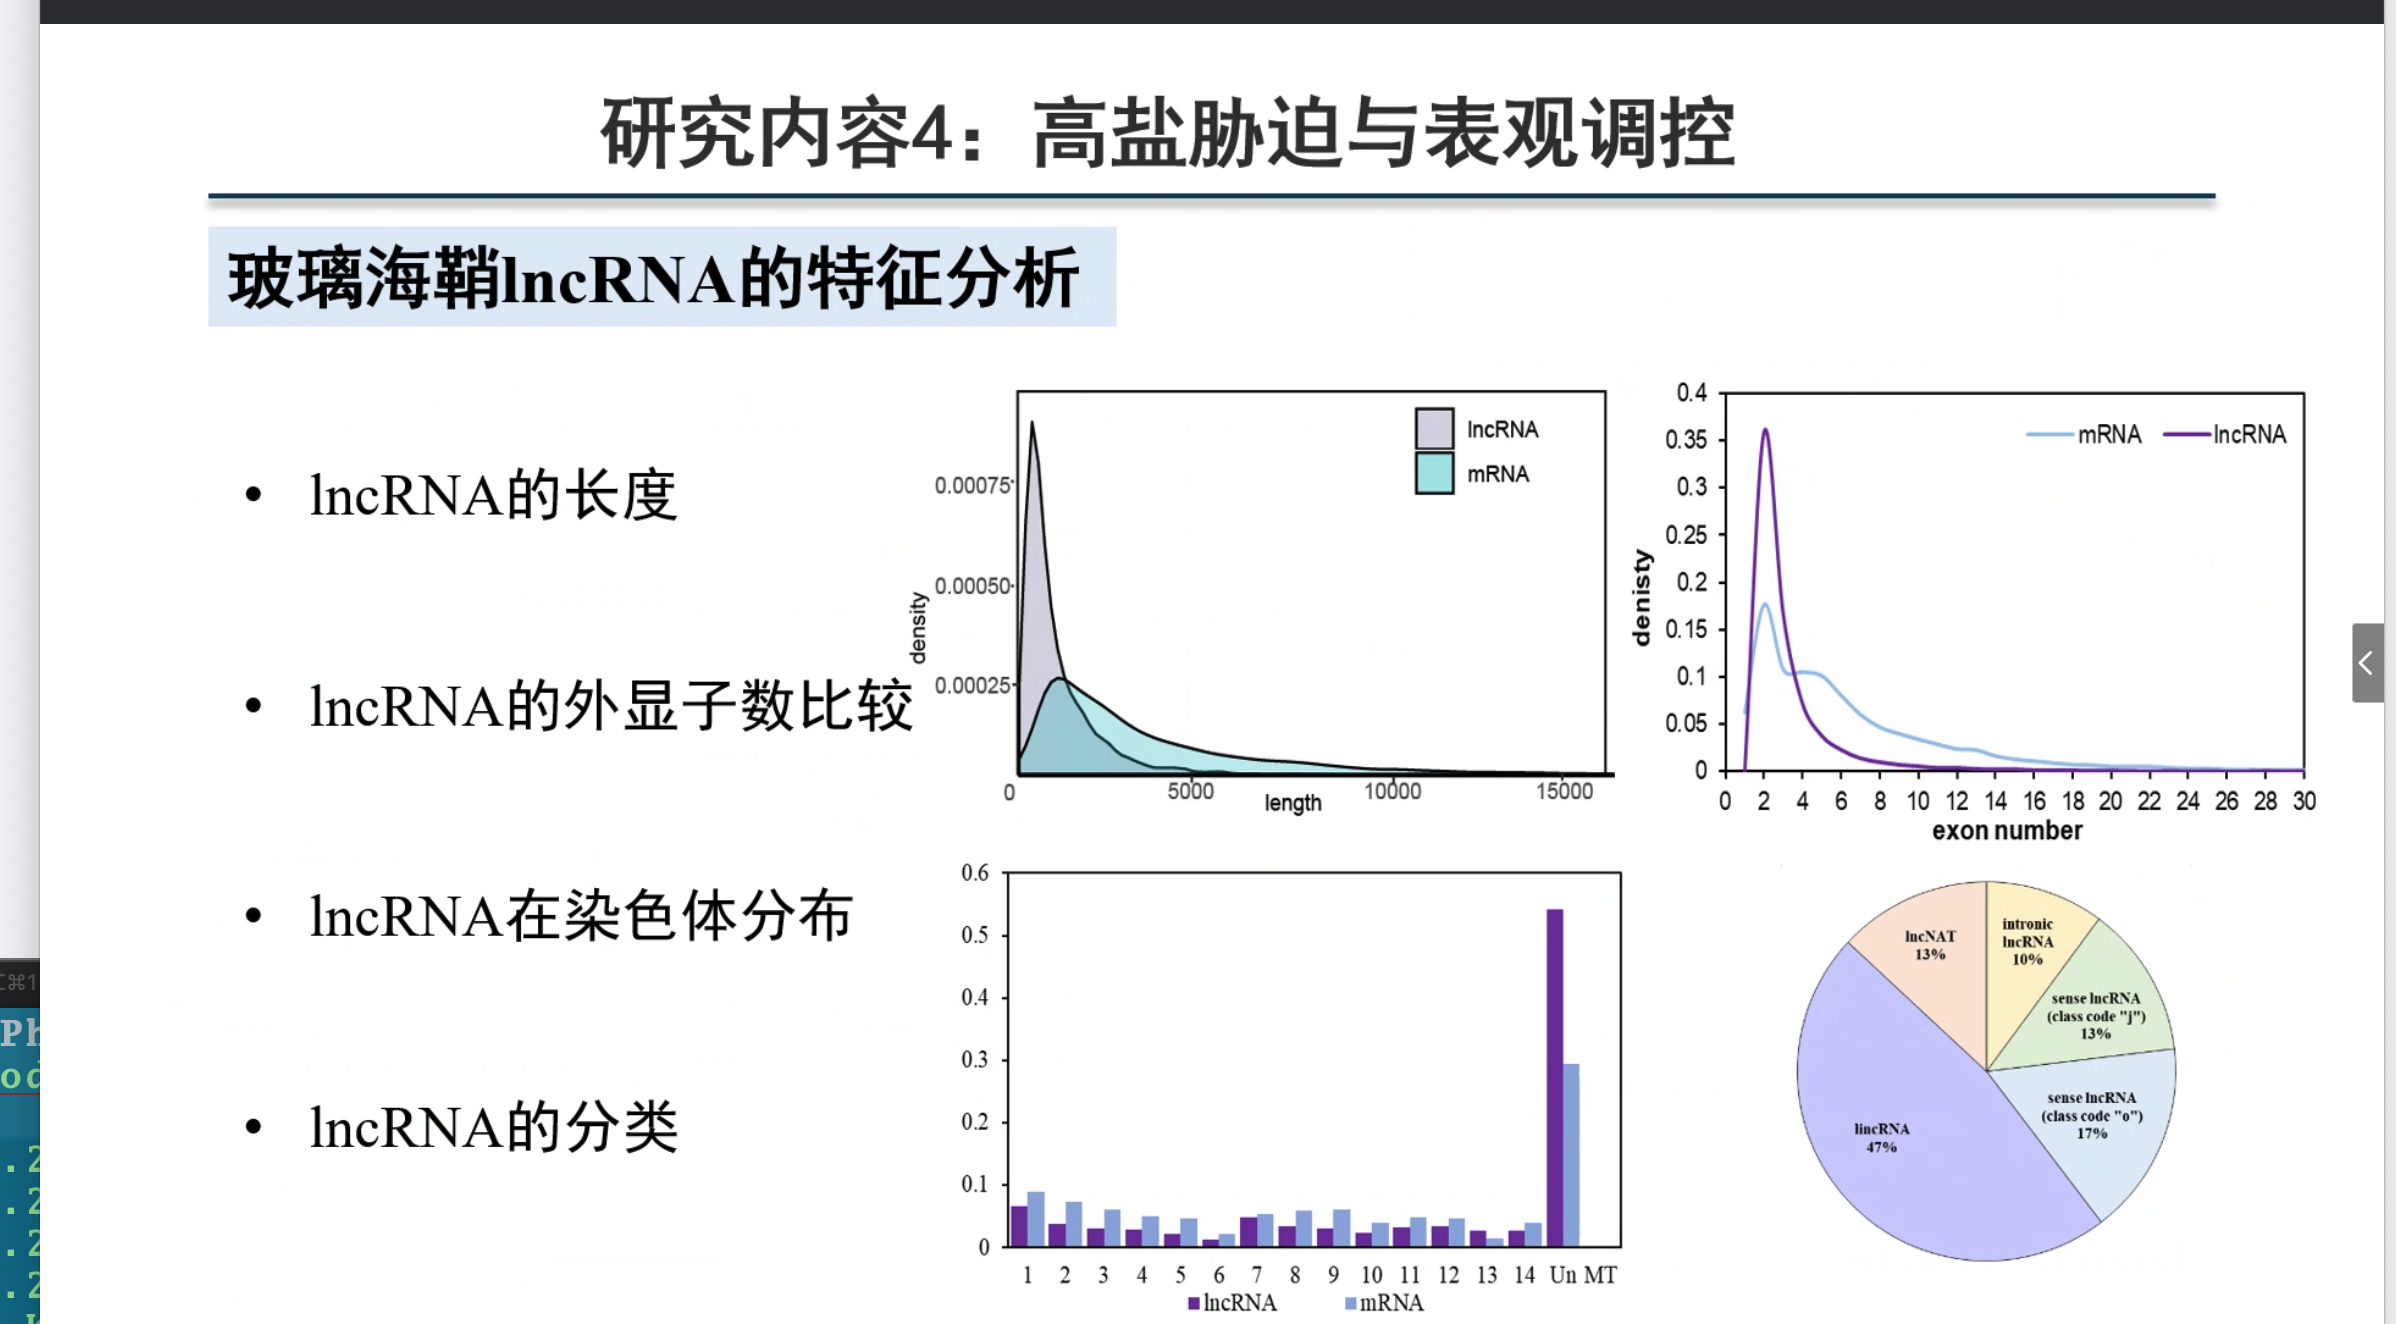 研究内容4：高盐胁迫与表观调控
玻璃海鞘lncRNA的特征分析
• lncRNA的长度
• lncRNA的外显子数比较
• lncRNA在染色体分布
• lncRNA的分类
lncRNA
mRNA
0.00075
0.00050
0.00025
density
0 5000 10000 15000
length
mRNA lncRNA
0.4
0.35
0.3
0.25
0.2
0.15
0.1
0.05
0
denisty
0 2 4 6 8 10 12 14 16 18 20 22 24 26 28 30
exon number
0.6
0.5
0.4
0.3
0.2
0.1
0
1 2 3 4 5 6 7 8 9 10 11 12 13 14 Un MT
lncRNA mRNA
lncNAT
13%
intronic
lncRNA
10%
sense lncRNA
(class code "j")
13%
sense lncRNA
(class code "o")
17%
lincRNA
47%
⌘1
Ph
od
.2
.2
.2
.2